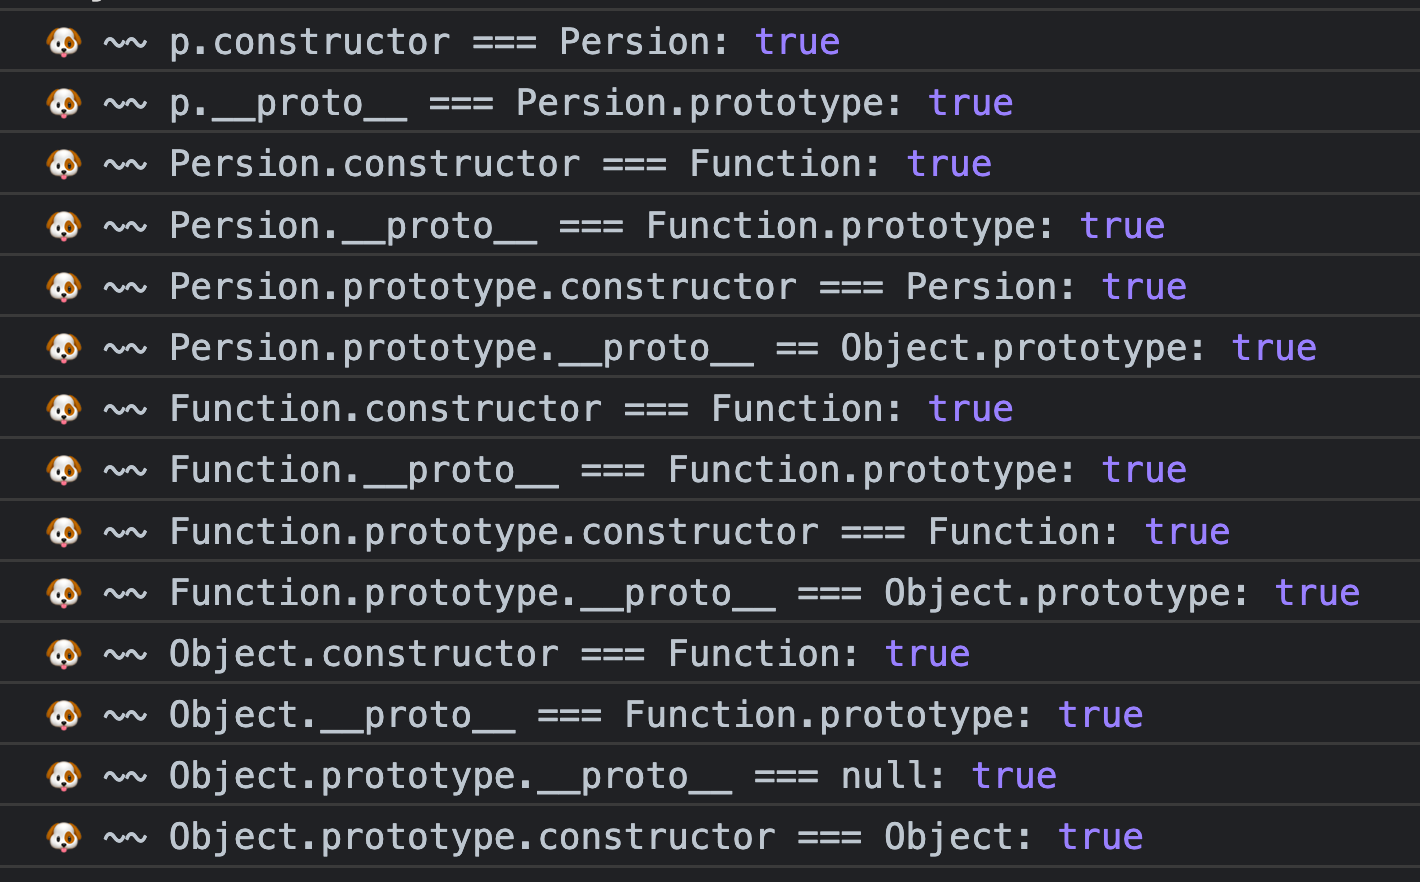 🐶 ~~ p.constructor === Persion: true
🐶 ~~ p.__proto__ === Persion.prototype: true
🐶 ~~ Persion.constructor === Function: true
🐶 ~~ Persion.__proto__ === Function.prototype: true
🐶 ~~ Persion.prototype.constructor === Persion: true
🐶 ~~ Persion.prototype.__proto__ == Object.prototype: true
🐶 ~~ Function.constructor === Function: true
🐶 ~~ Function.__proto__ === Function.prototype: true
🐶 ~~ Function.prototype.constructor === Function: true
🐶 ~~ Function.prototype.__proto__ === Object.prototype: true
🐶 ~~ Object.constructor === Function: true
🐶 ~~ Object.__proto__ === Function.prototype: true
🐶 ~~ Object.prototype.__proto__ === null: true
🐶 ~~ Object.prototype.constructor === Object: true